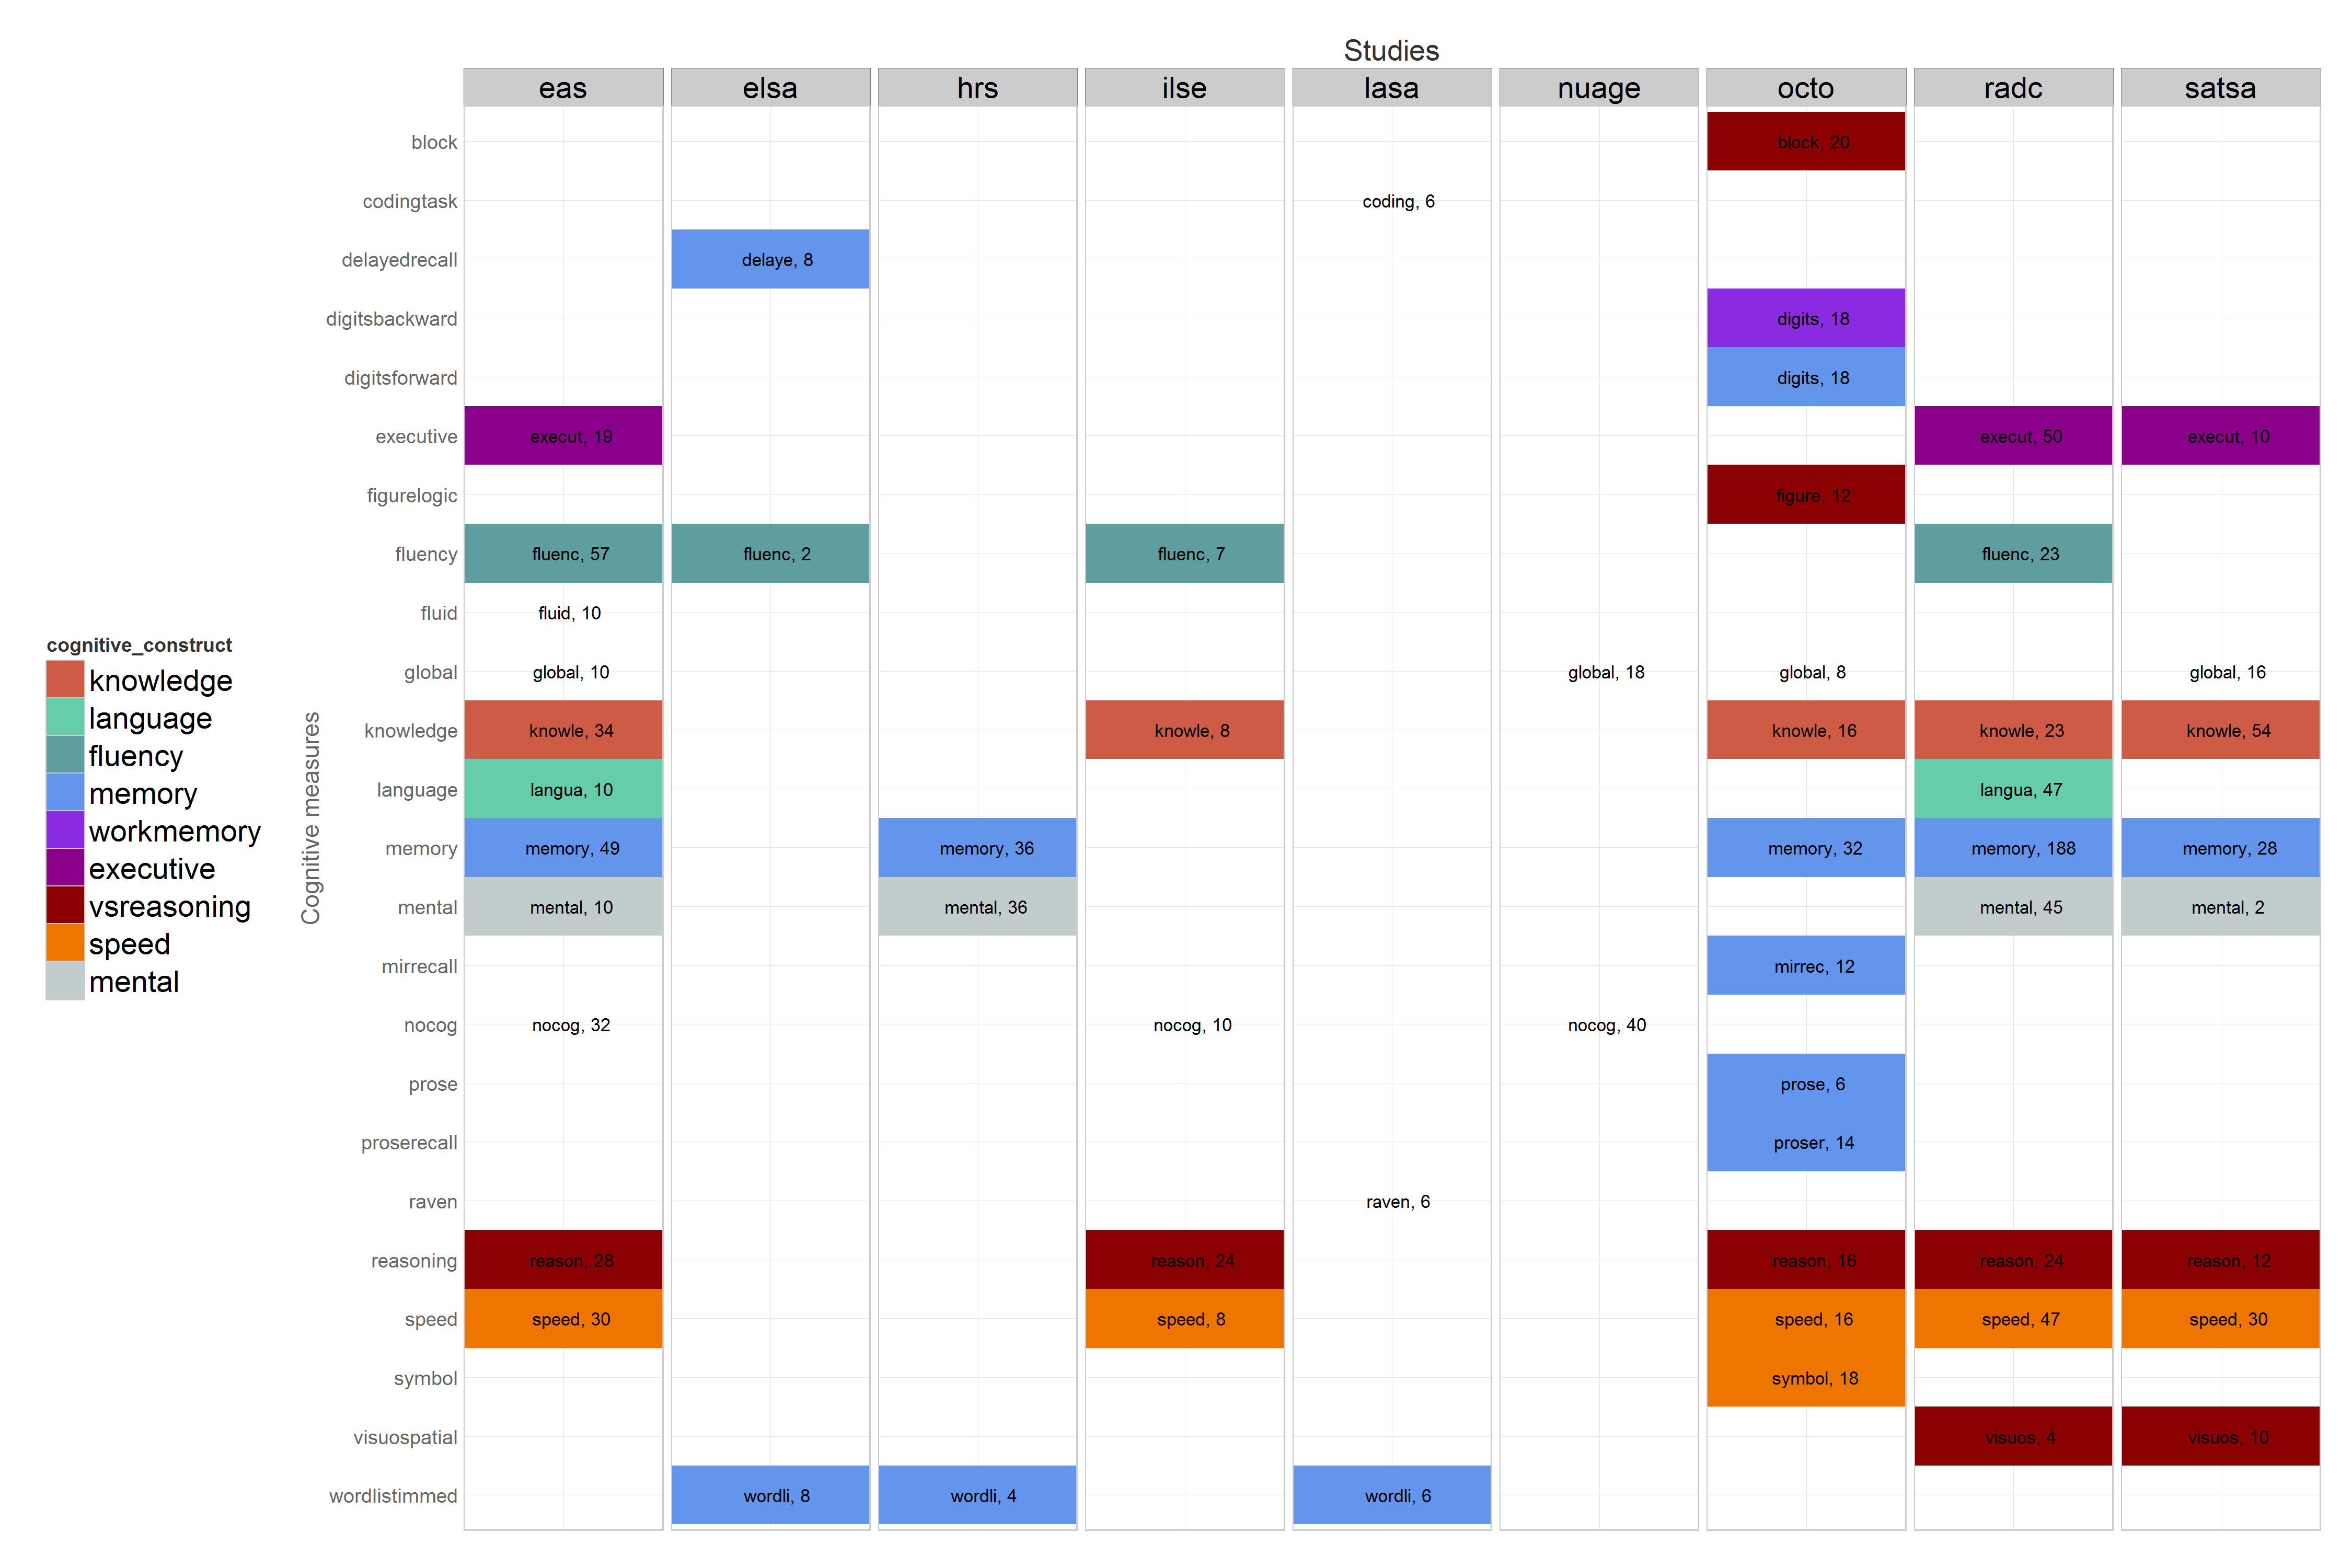 Studies
eas elsa hrs ilse lasa nuage octo radc satsa
block block, 20
codingtask coding, 6
delayedrecall delaye, 8
digitsbackward digits, 18
digitsforward digits, 18
executive execut, 19 execut, 50 execut, 10
figurelogic figure, 12
fluency fluenc, 57 fluenc, 2 fluenc, 7 fluenc, 23
fluid fluid, 10
global global, 10 global, 18 global, 8 global, 16
knowledge knowle, 34 knowle, 8 knowle, 16 knowle, 23 knowle, 54
language langua, 10 langua, 47
memory memory, 49 memory, 36 memory, 32 memory, 188 memory, 28
mental mental, 10 mental, 36 mental, 45 mental, 2
mirrecall mirrec, 12
nocog nocog, 32 nocog, 10 nocog, 40
prose prose, 6
proserecall proser, 14
raven raven, 6
reasoning reason, 28 reason, 24 reason, 16 reason, 24 reason, 12
speed speed, 30 speed, 8 speed, 16 speed, 47 speed, 30
symbol symbol, 18
visuospatial visuos, 4 visuos, 10
wordlistimmed wordli, 8 wordli, 4 wordli, 6
Cognitive measures
cognitive_construct
knowledge
language
fluency
memory
workmemory
executive
vsreasoning
speed
mental